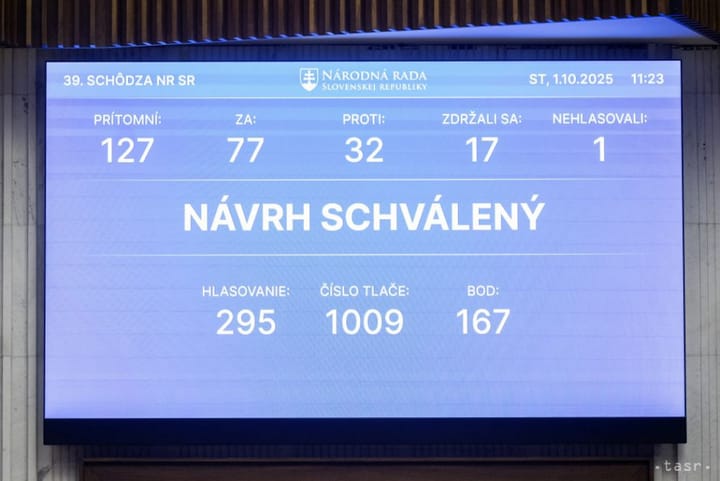 39. SCHÔDZA NR SR NÁRODNÁ RADA SLOVENSKEJ REPUBLIKY ST, 1.10.2025 11:23
PRÍTOMNÍ: ZA: PROTI: ZDRŽALI SA: NEHLASOVALI:
127 77 32 17 1
NÁVRH SCHVÁLENÝ
HLASOVANIE: ČÍSLO TLAČE: BOD:
295 1009 167
tasr